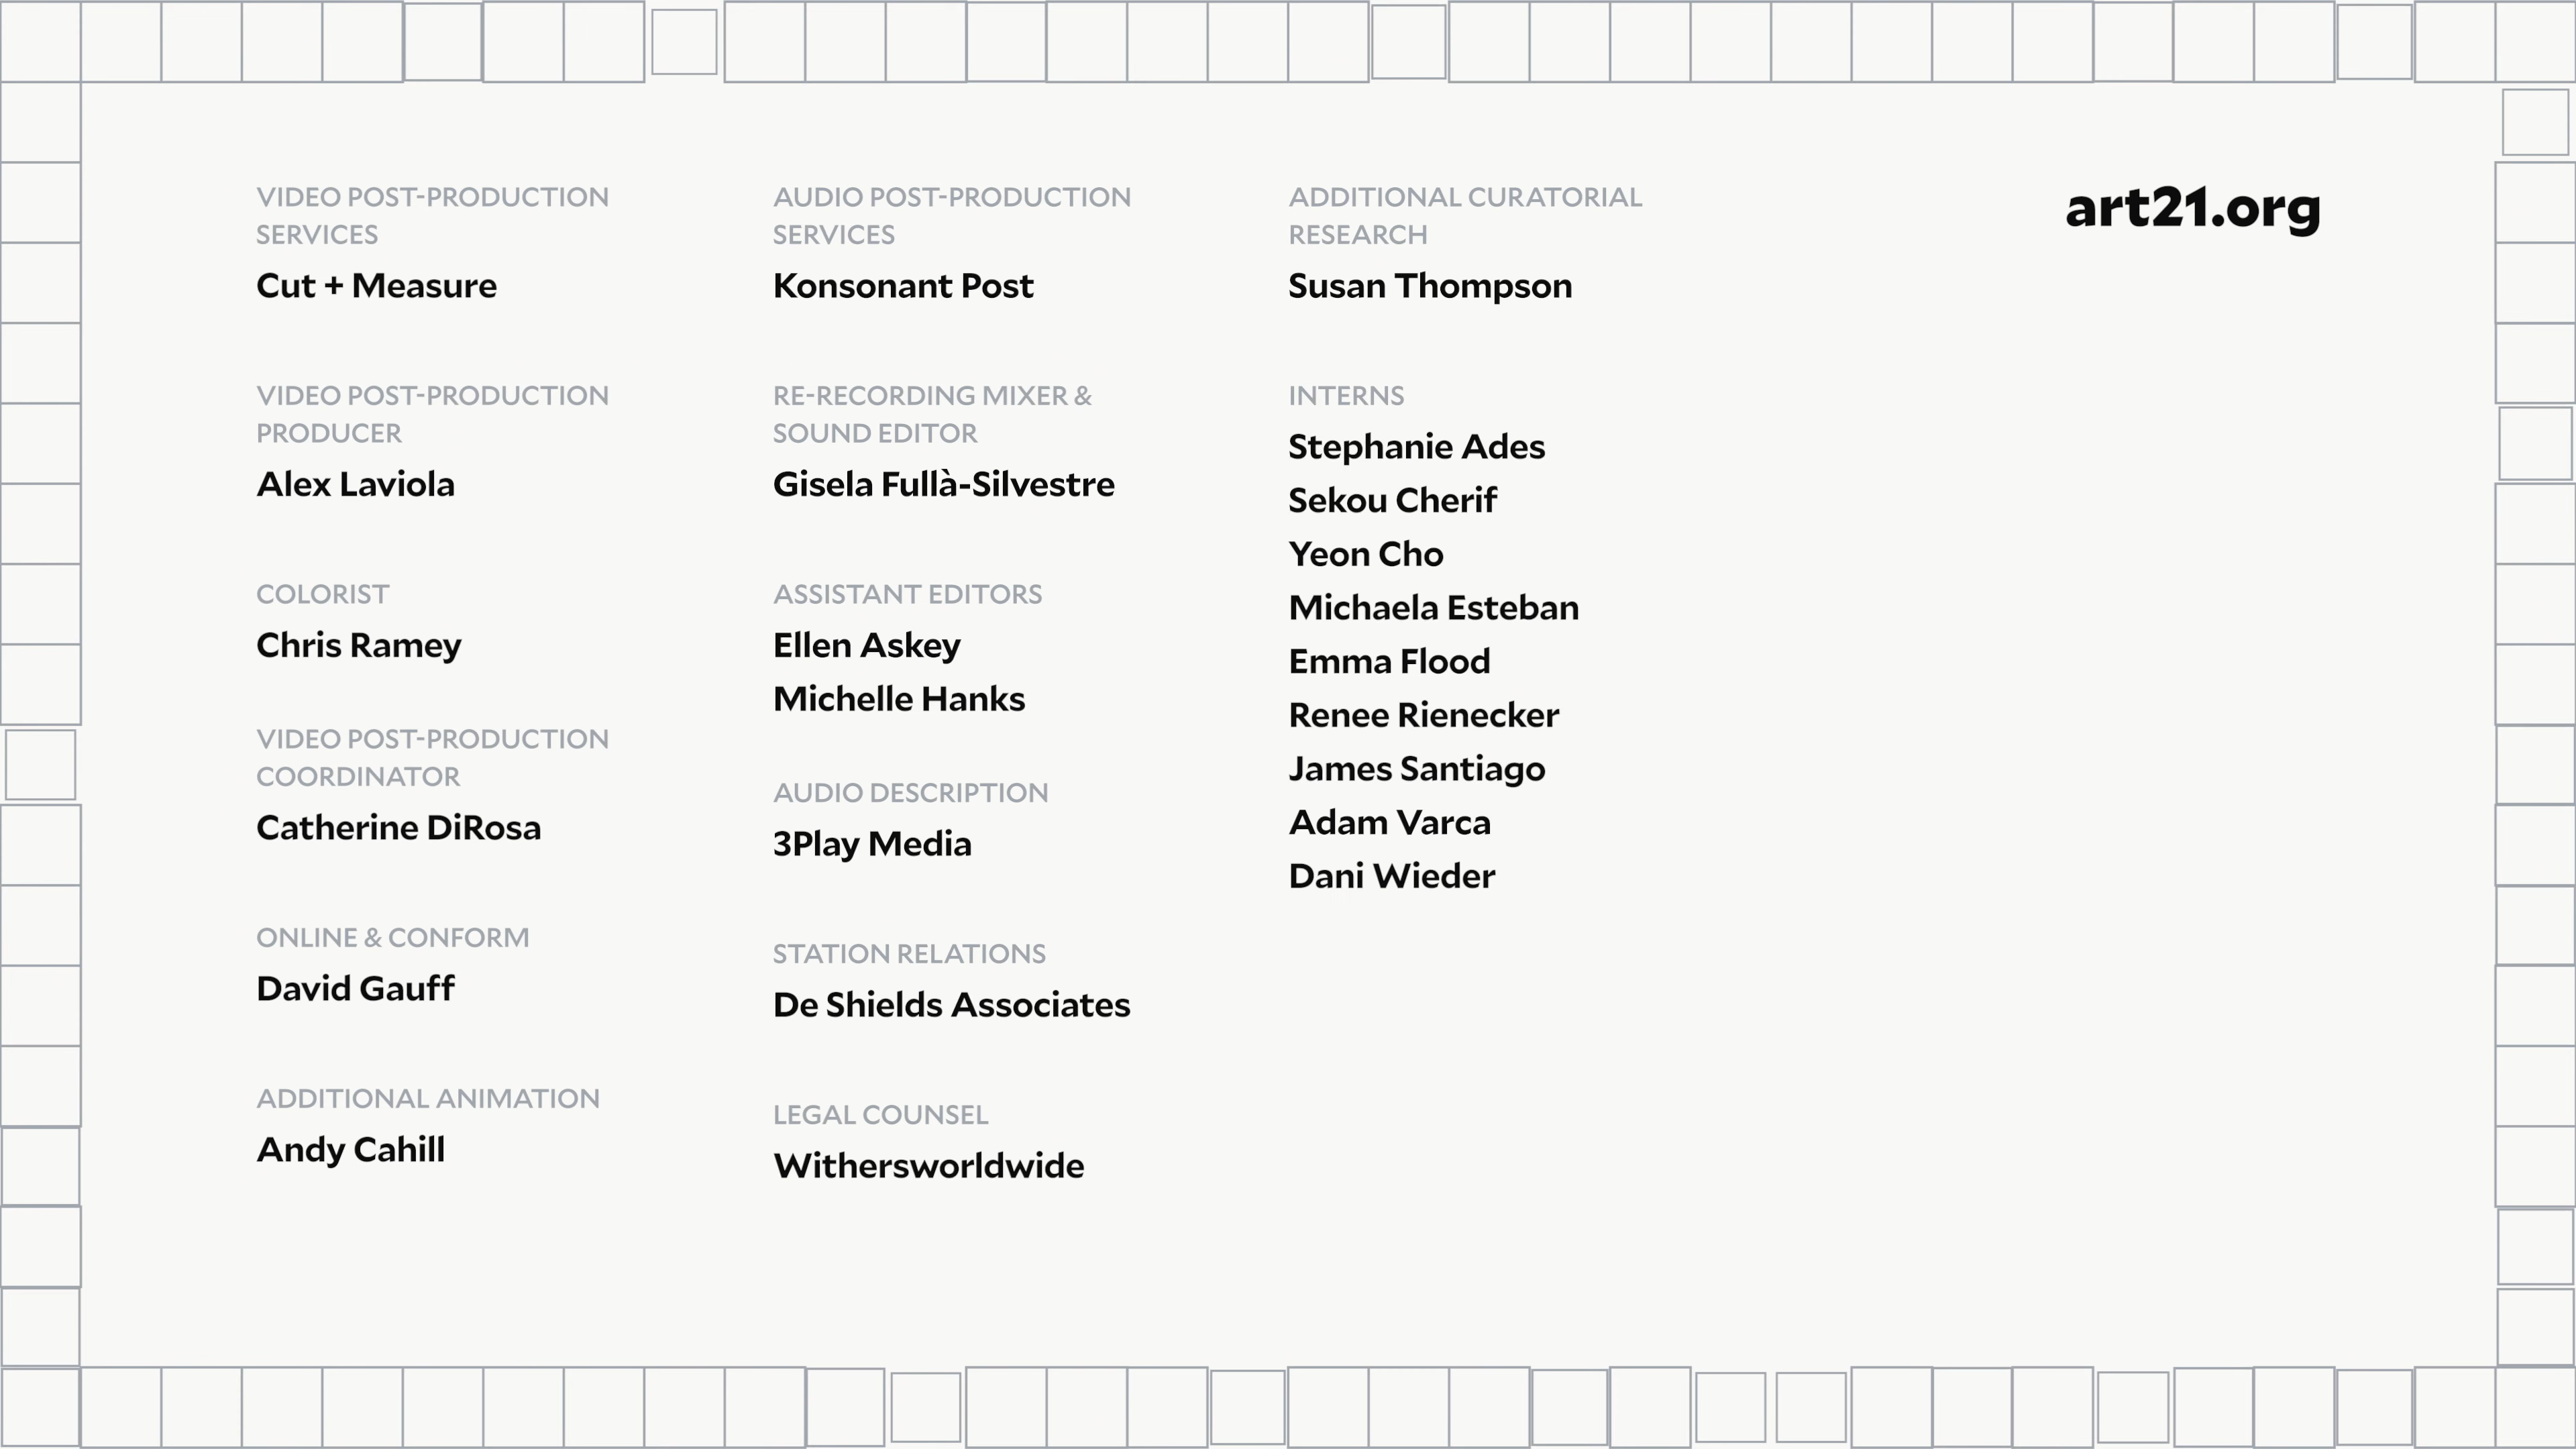 VIDEO POST-PRODUCTION
SERVICES
Cut + Measure
VIDEO POST-PRODUCTION
PRODUCER
Alex Laviola
COLORIST
Chris Ramey
VIDEO POST-PRODUCTION
COORDINATOR
Catherine DiRosa
ONLINE & CONFORM
David Gauff
ADDITIONAL ANIMATION
Andy Cahill
AUDIO POST-PRODUCTION
SERVICES
Konsonant Post
RE-RECORDING MIXER &
SOUND EDITOR
Gisela Fullà-Silvestre
ASSISTANT EDITORS
Ellen Askey
Michelle Hanks
AUDIO DESCRIPTION
3Play Media
STATION RELATIONS
De Shields Associates
LEGAL COUNSEL
Withersworldwide
ADDITIONAL CURATORIAL
RESEARCH
Susan Thompson
INTERNS
Stephanie Ades
Sekou Cherif
Yeon Cho
Michaela Esteban
Emma Flood
Renee Rienecker
James Santiago
Adam Varca
Dani Wieder
art21.org